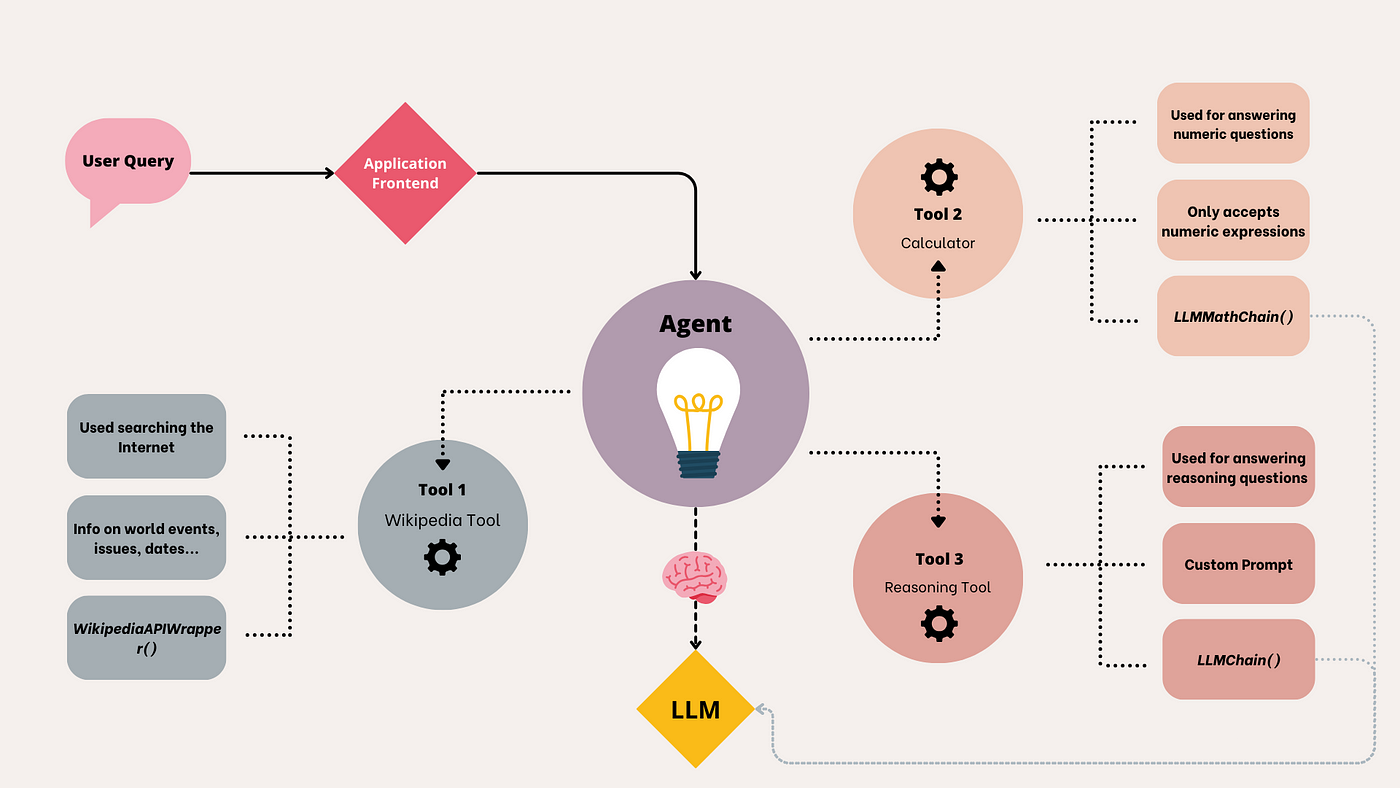 User Query
Application
Frontend
Agent
Tool 2
Calculator
Used for answering
numeric questions
Only accepts
numeric expressions
LLMMathChain()
Used searching the
Internet
Info on world events,
issues, dates...
WikipediaAPIWrappe
r()
Tool 1
Wikipedia Tool
Tool 3
Reasoning Tool
Used for answering
reasoning questions
Custom Prompt
LLMChain()
LLM